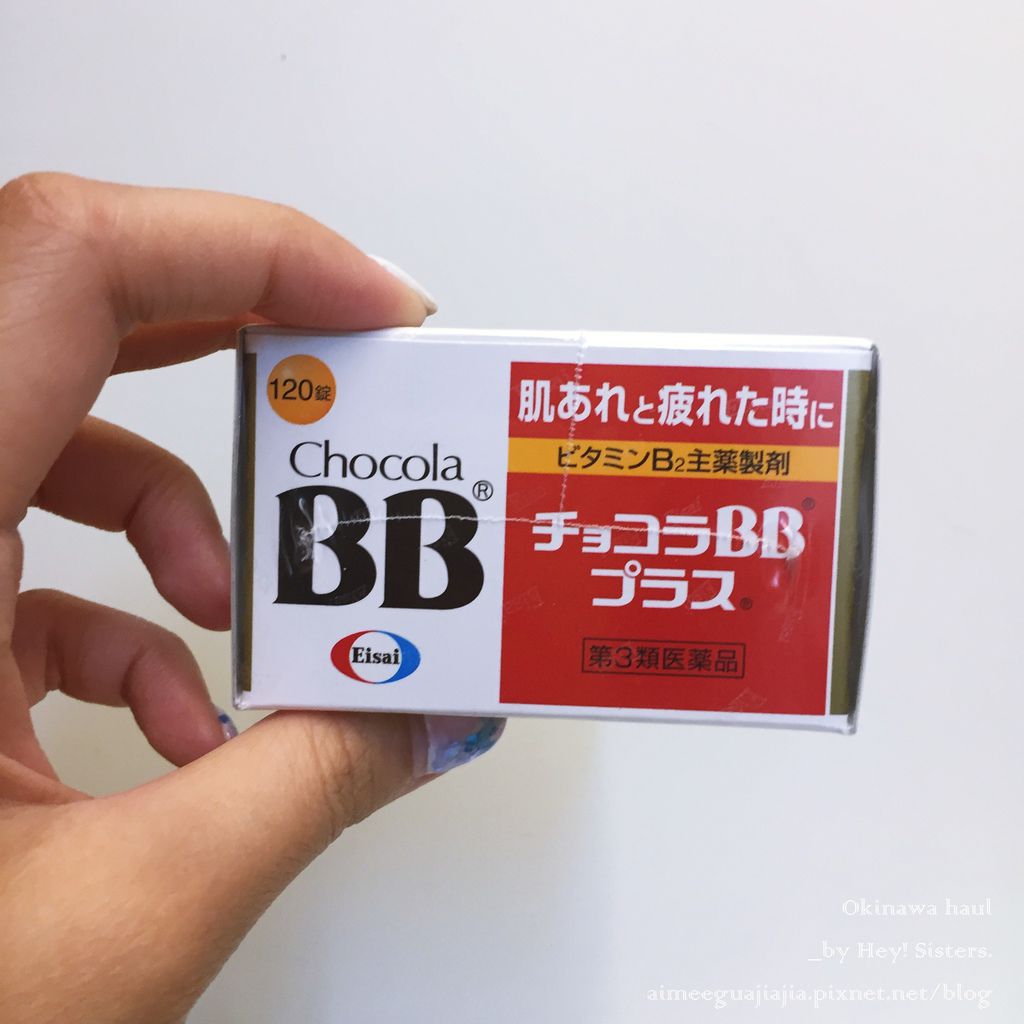 120錠
Chocola
BB®
Eisai
肌あれと疲れた時に
ビタミンB₂主薬製剤
チョコラBB®
プラス®
第3類医薬品
Okinawa haul
_by Hey! Sisters.
aimeeguajiajia.pixnet.net/blog